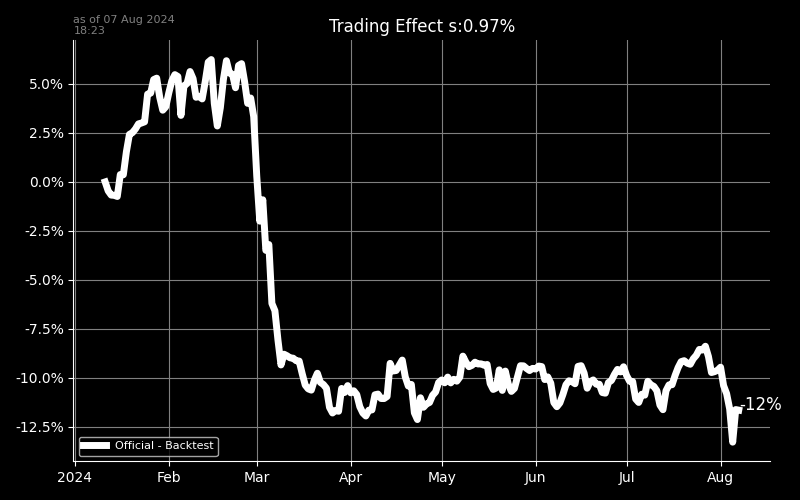 as of 07 Aug 2024
18:23
Trading Effect s:0.97%
5.0%
2.5%
0.0%
-2.5%
-5.0%
-7.5%
-10.0%
-12.5%
-12%
Official - Backtest
2024 Feb Mar Apr May Jun Jul Aug